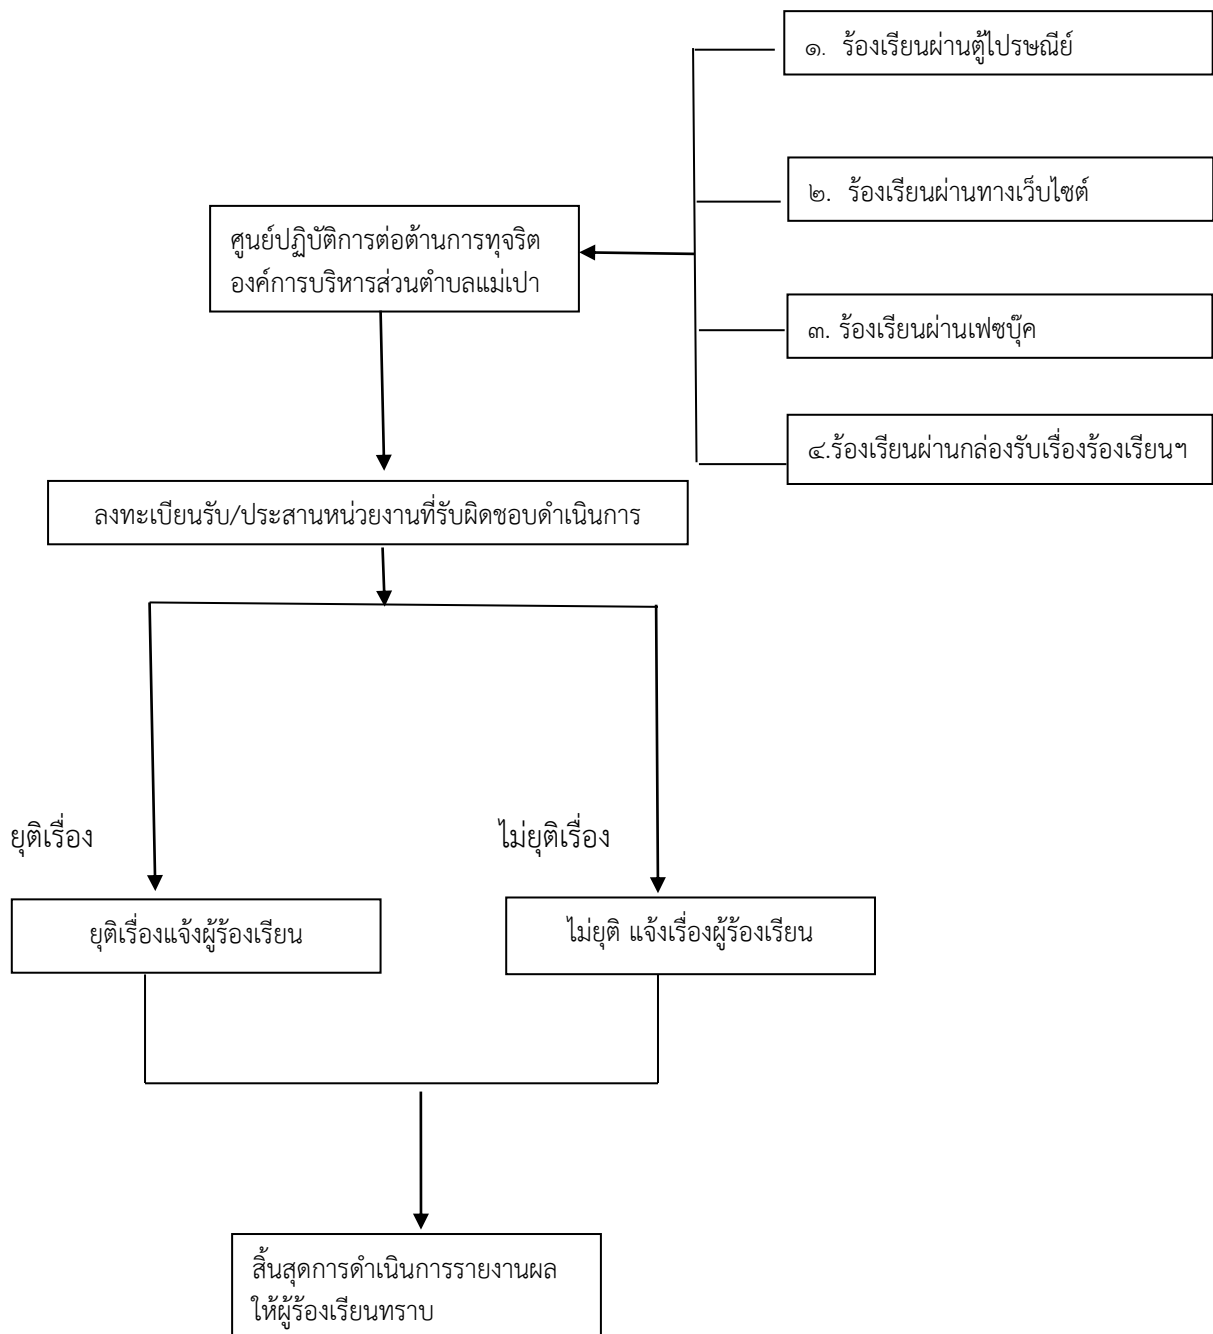 ๑. ร้องเรียนผ่านตู้ไปรษณีย์
๒. ร้องเรียนผ่านทางเว็บไซต์
ศูนย์ปฏิบัติการต่อต้านการทุจริต
องค์การบริหารส่วนตำบลแม่เปา
๓. ร้องเรียนผ่านเฟซบุ๊ค
๔.ร้องเรียนผ่านกล่องรับเรื่องร้องเรียนฯ
ลงทะเบียนรับ/ประสานหน่วยงานที่รับผิดชอบดำเนินการ
ยุติเรื่อง
ไม่ยุติเรื่อง
ยุติเรื่องแจ้งผู้ร้องเรียน
ไม่ยุติ แจ้งเรื่องผู้ร้องเรียน
สิ้นสุดการดำเนินการรายงานผล
ให้ผู้ร้องเรียนทราบ